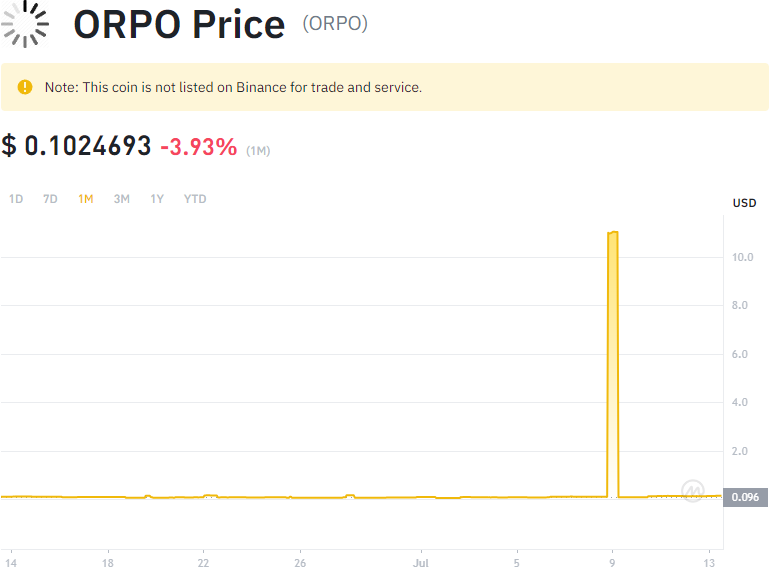 ORPO Price (ORPO)
Note: This coin is not listed on Binance for trade and service.
$ 0.1024693 -3.93% (1M)
1D 7D 1M 3M 1Y YTD
USD
10.0
8.0
6.0
4.0
2.0
0.096
14 18 22 26 Jul 5 9 13